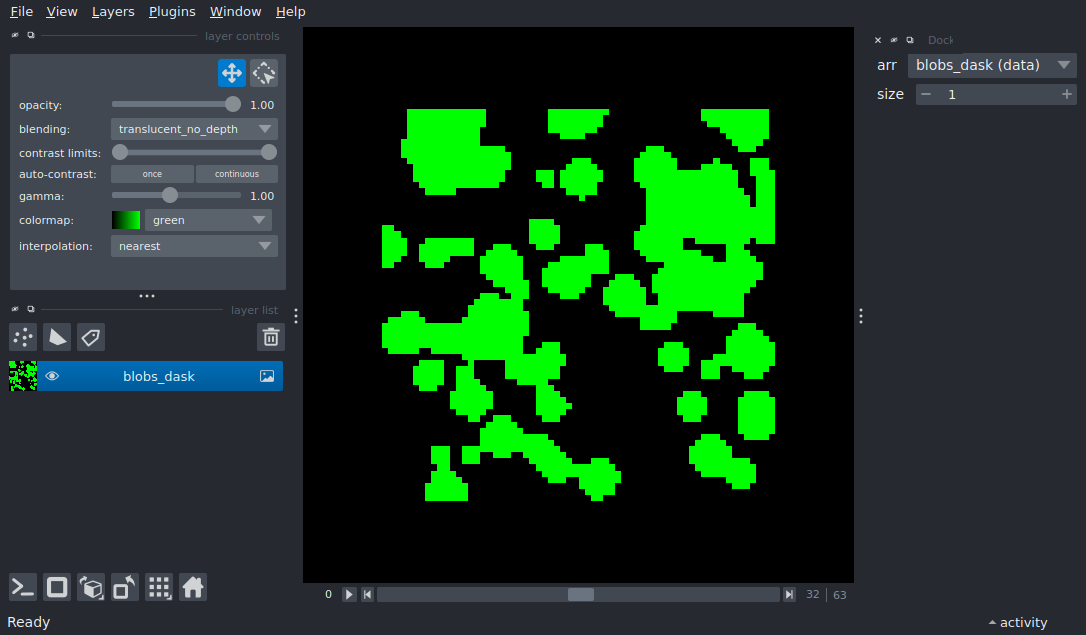 File View Layers Plugins Window Help
layer controls
opacity: 1.00
blending: translucent_no_depth
contrast limits:
auto-contrast: once continuous
gamma: 1.00
colormap: green
interpolation: nearest
layer list
blobs_dask
Dock
arr blobs_dask (data)
size 1
0 32 63
Ready
activity